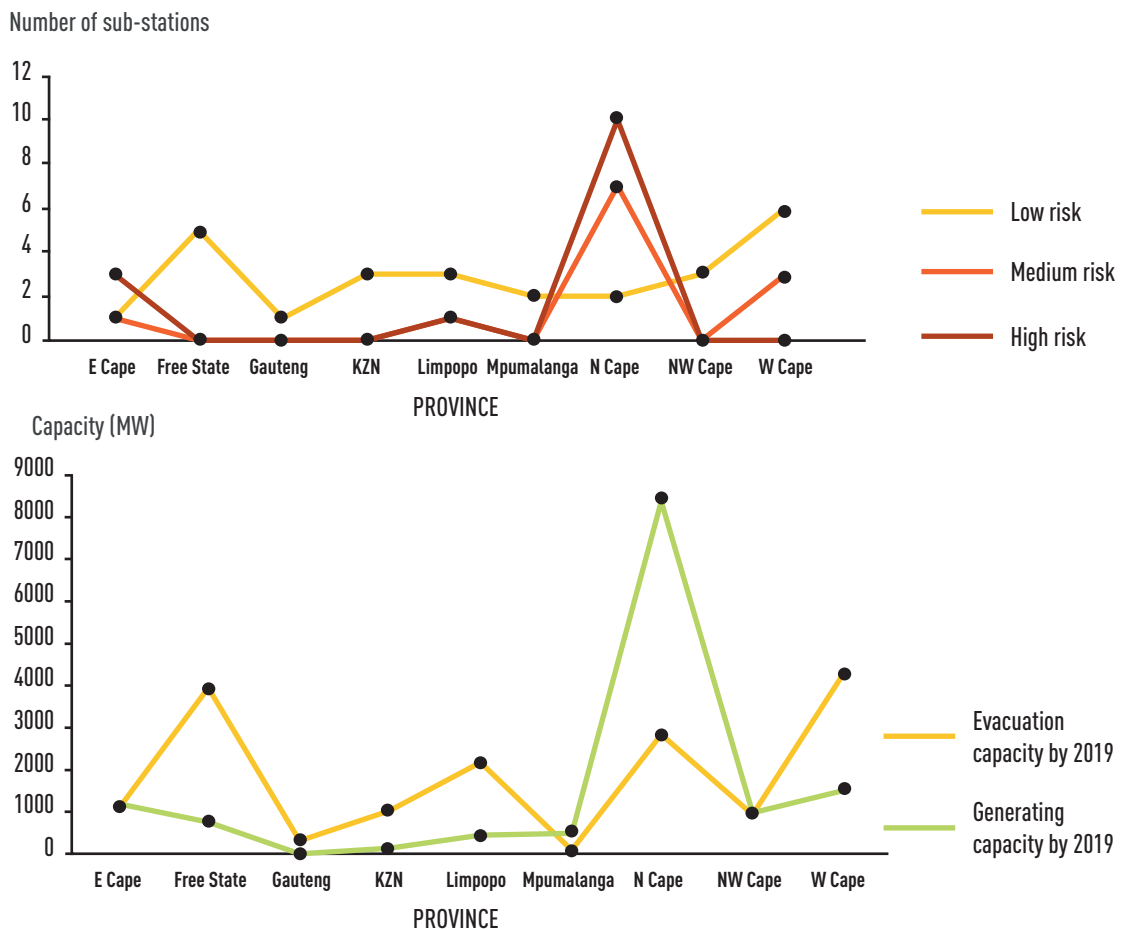 Number of sub-stations
12
10
8
6
4
2
0
Low risk
Medium risk
High risk
E Cape Free State Gauteng KZN Limpopo Mpumalanga N Cape NW Cape W Cape
PROVINCE
Capacity (MW)
9000
8000
7000
6000
5000
4000
3000
2000
1000
0
Evacuation
capacity by 2019
Generating
capacity by 2019
E Cape Free State Gauteng KZN Limpopo Mpumalanga N Cape NW Cape W Cape
PROVINCE